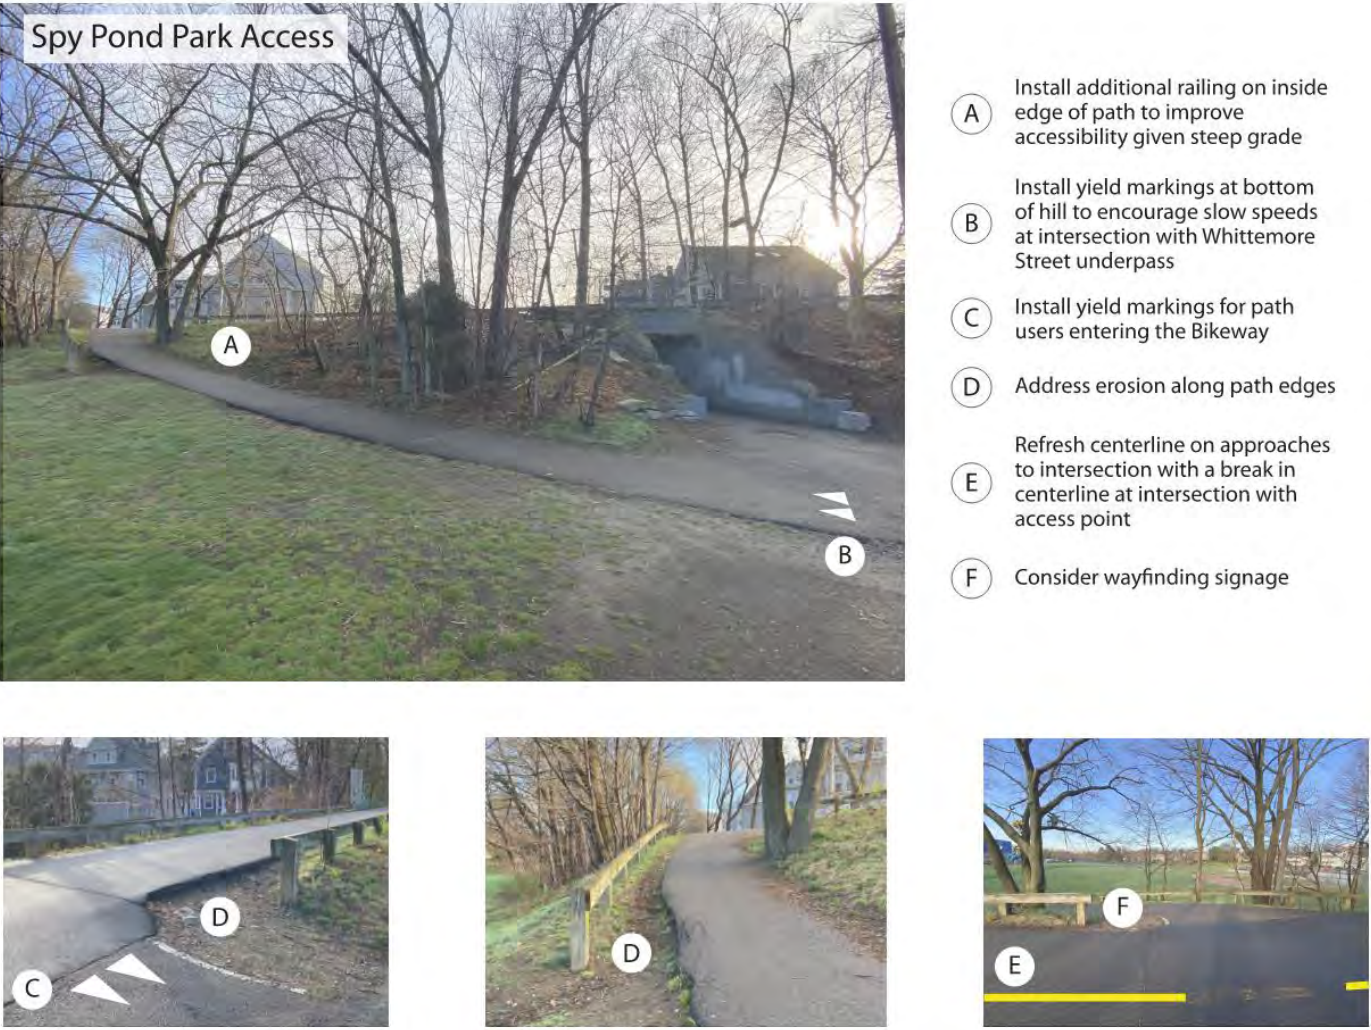 Spy Pond Park Access
A
B
A
Install additional railing on inside
edge of path to improve
accessibility given steep grade
B
Install yield markings at bottom
of hill to encourage slow speeds
at intersection with Whittemore
Street underpass
C
Install yield markings for path
users entering the Bikeway
D
Address erosion along path edges
E
Refresh centerline on approaches
to intersection with a break in
centerline at intersection with
access point
F
Consider wayfinding signage
D
C
D
F
E